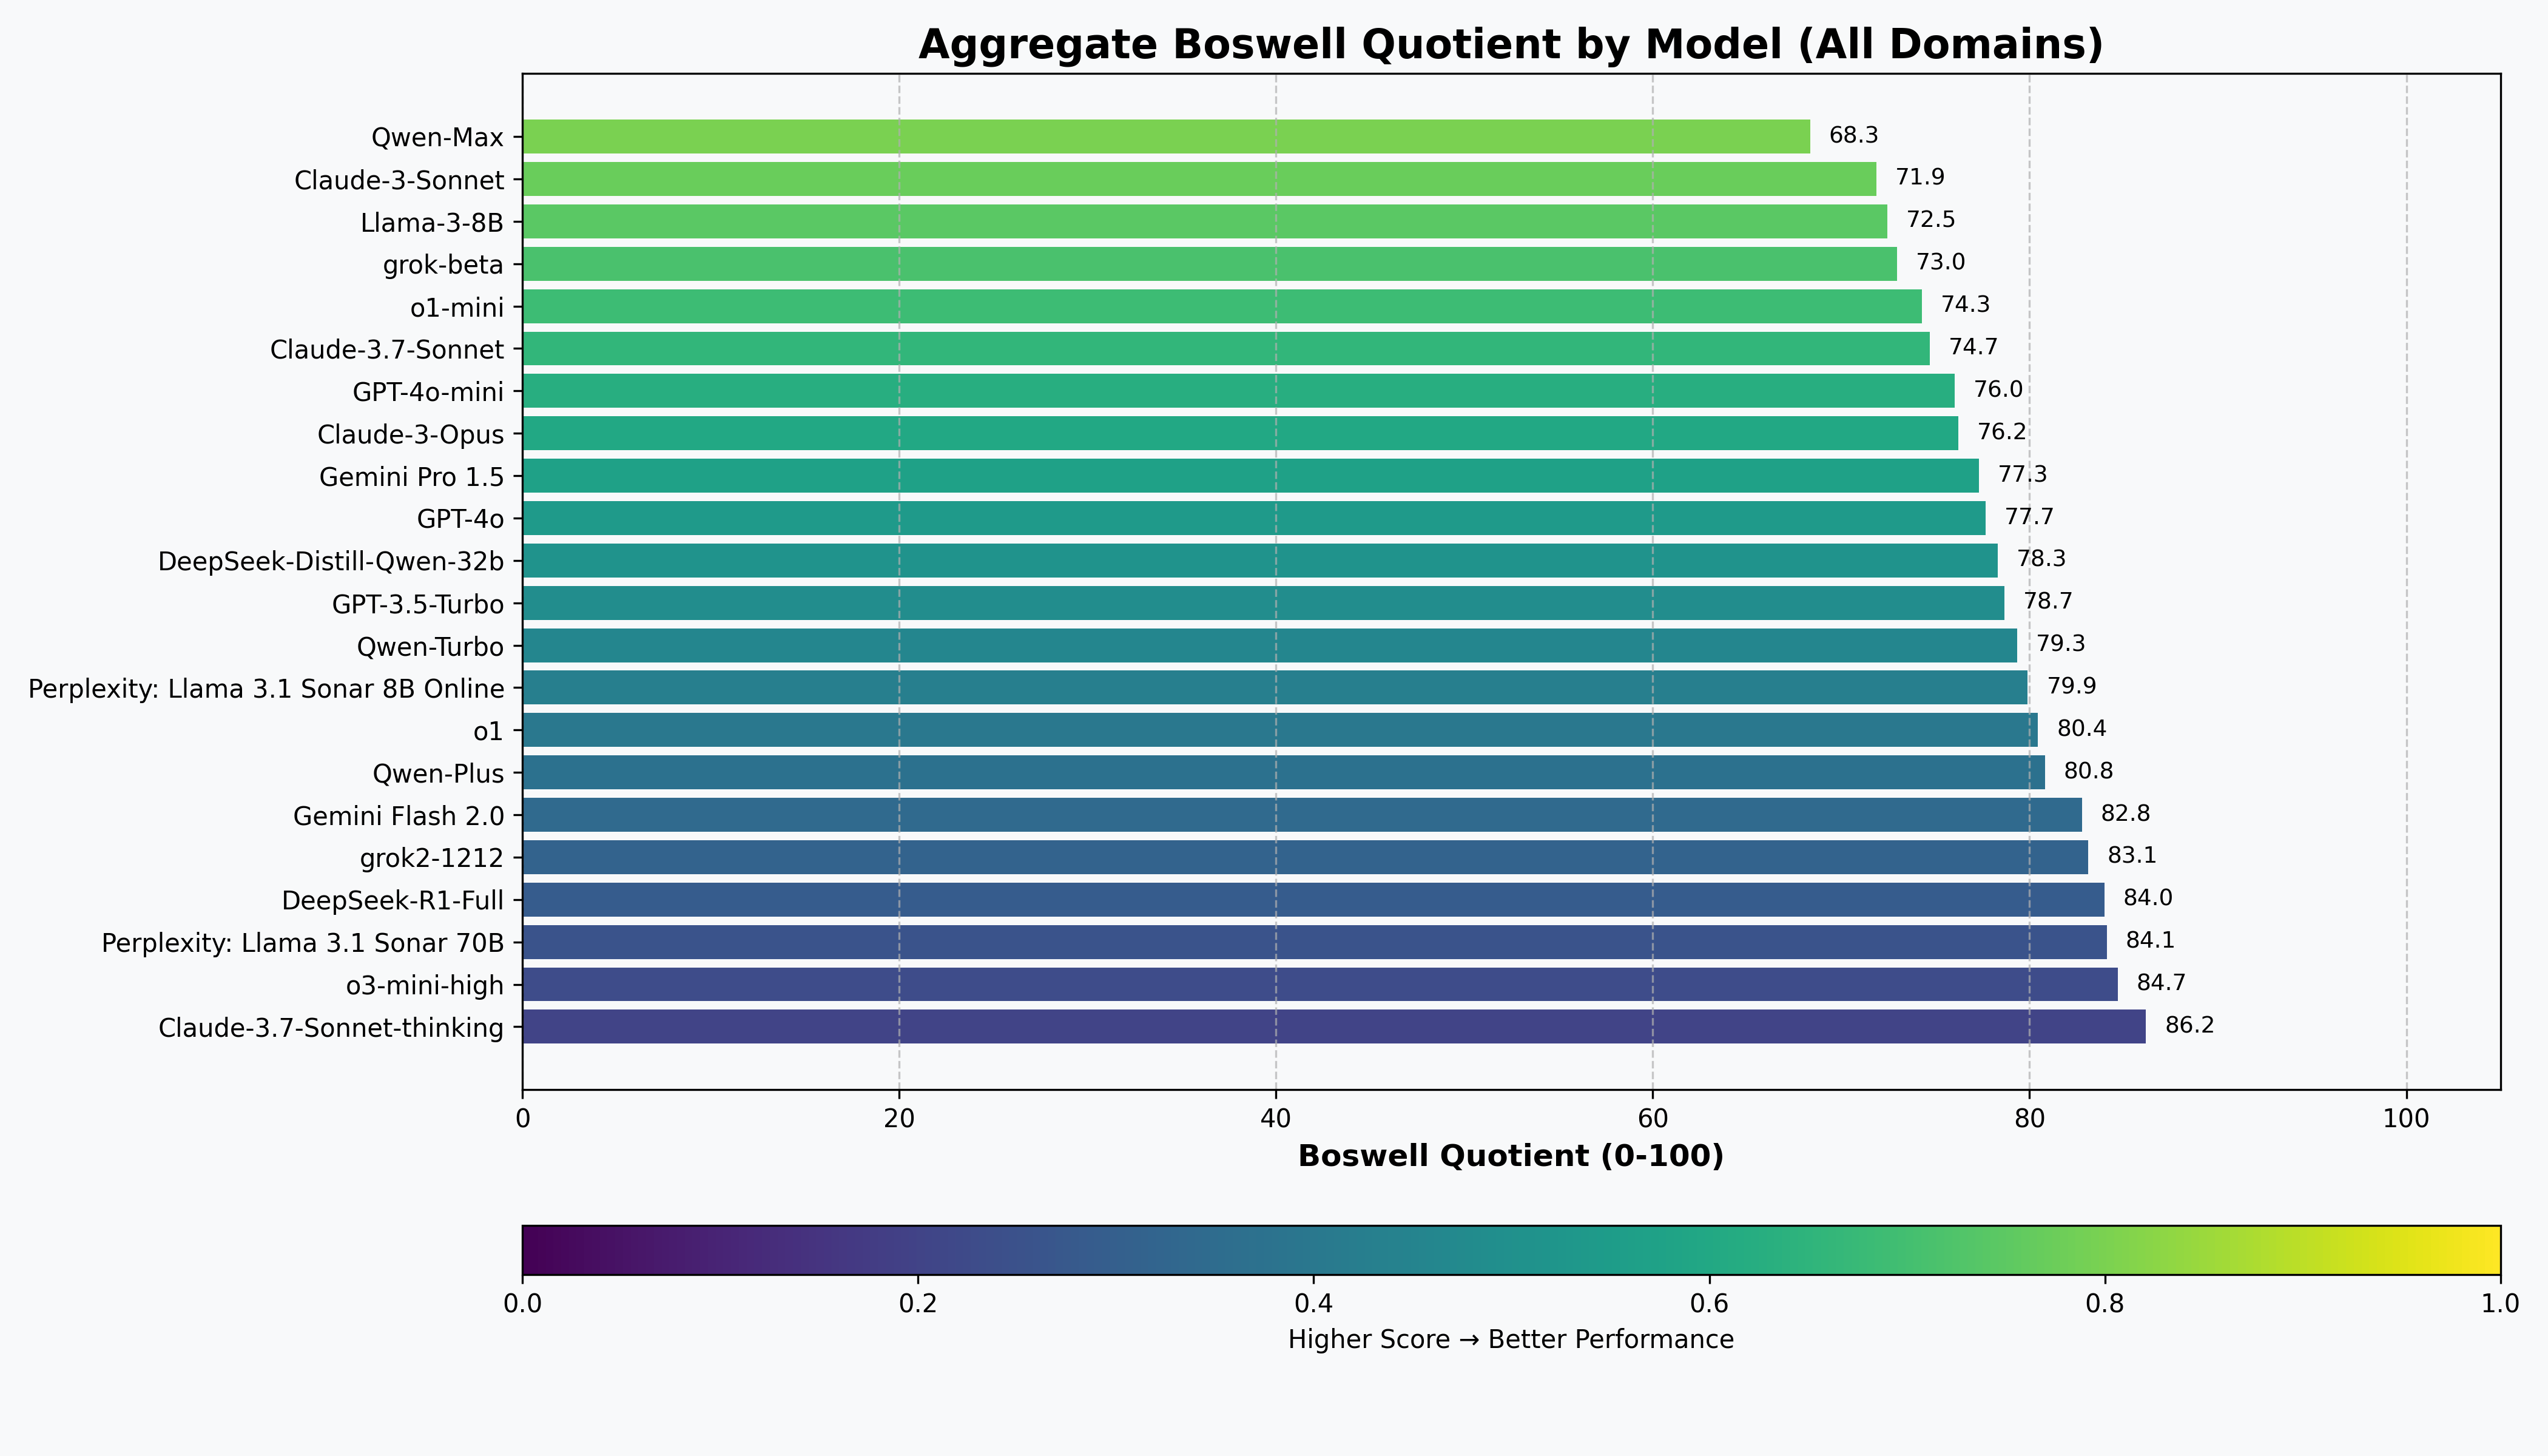 Aggregate Boswell Quotient by Model (All Domains)
Qwen-Max 68.3
Claude-3-Sonnet 71.9
Llama-3-8B 72.5
grok-beta 73.0
o1-mini 74.3
Claude-3.7-Sonnet 74.7
GPT-4o-mini 76.0
Claude-3-Opus 76.2
Gemini Pro 1.5 77.3
GPT-4o 77.7
DeepSeek-Distill-Qwen-32b 78.3
GPT-3.5-Turbo 78.7
Qwen-Turbo 79.3
Perplexity: Llama 3.1 Sonar 8B Online 79.9
o1 80.4
Qwen-Plus 80.8
Gemini Flash 2.0 82.8
grok2-1212 83.1
DeepSeek-R1-Full 84.0
Perplexity: Llama 3.1 Sonar 70B 84.1
o3-mini-high 84.7
Claude-3.7-Sonnet-thinking 86.2
0 20 40 60 80 100
Boswell Quotient (0-100)
0.0 0.2 0.4 0.6 0.8 1.0
Higher Score → Better Performance